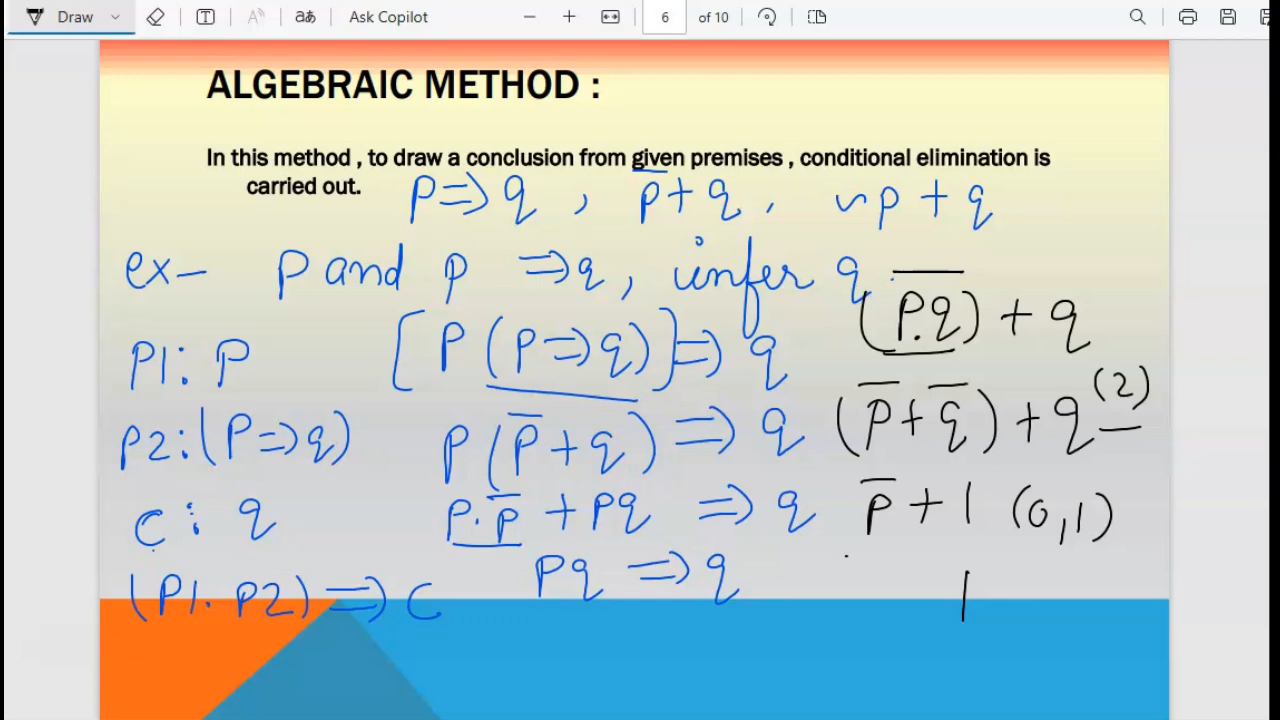 Draw Ask Copilot 6 of 10
ALGEBRAIC METHOD :
In this method , to draw a conclusion from given premises , conditional elimination is
carried out.
p=>q , p̅+q , ~p+q
ex- P and p =>q, infer q.
P1: P
P2:(P=>q)
C: q
(P1. P2)=>C
[P(P=>q)]=>q
P(p̅+q)=>q
P.p̅+Pq =>q
Pq =>q
(P.q)̅ + q
(p̅+q̅)+q (2)
p̅+1 (0,1)
1